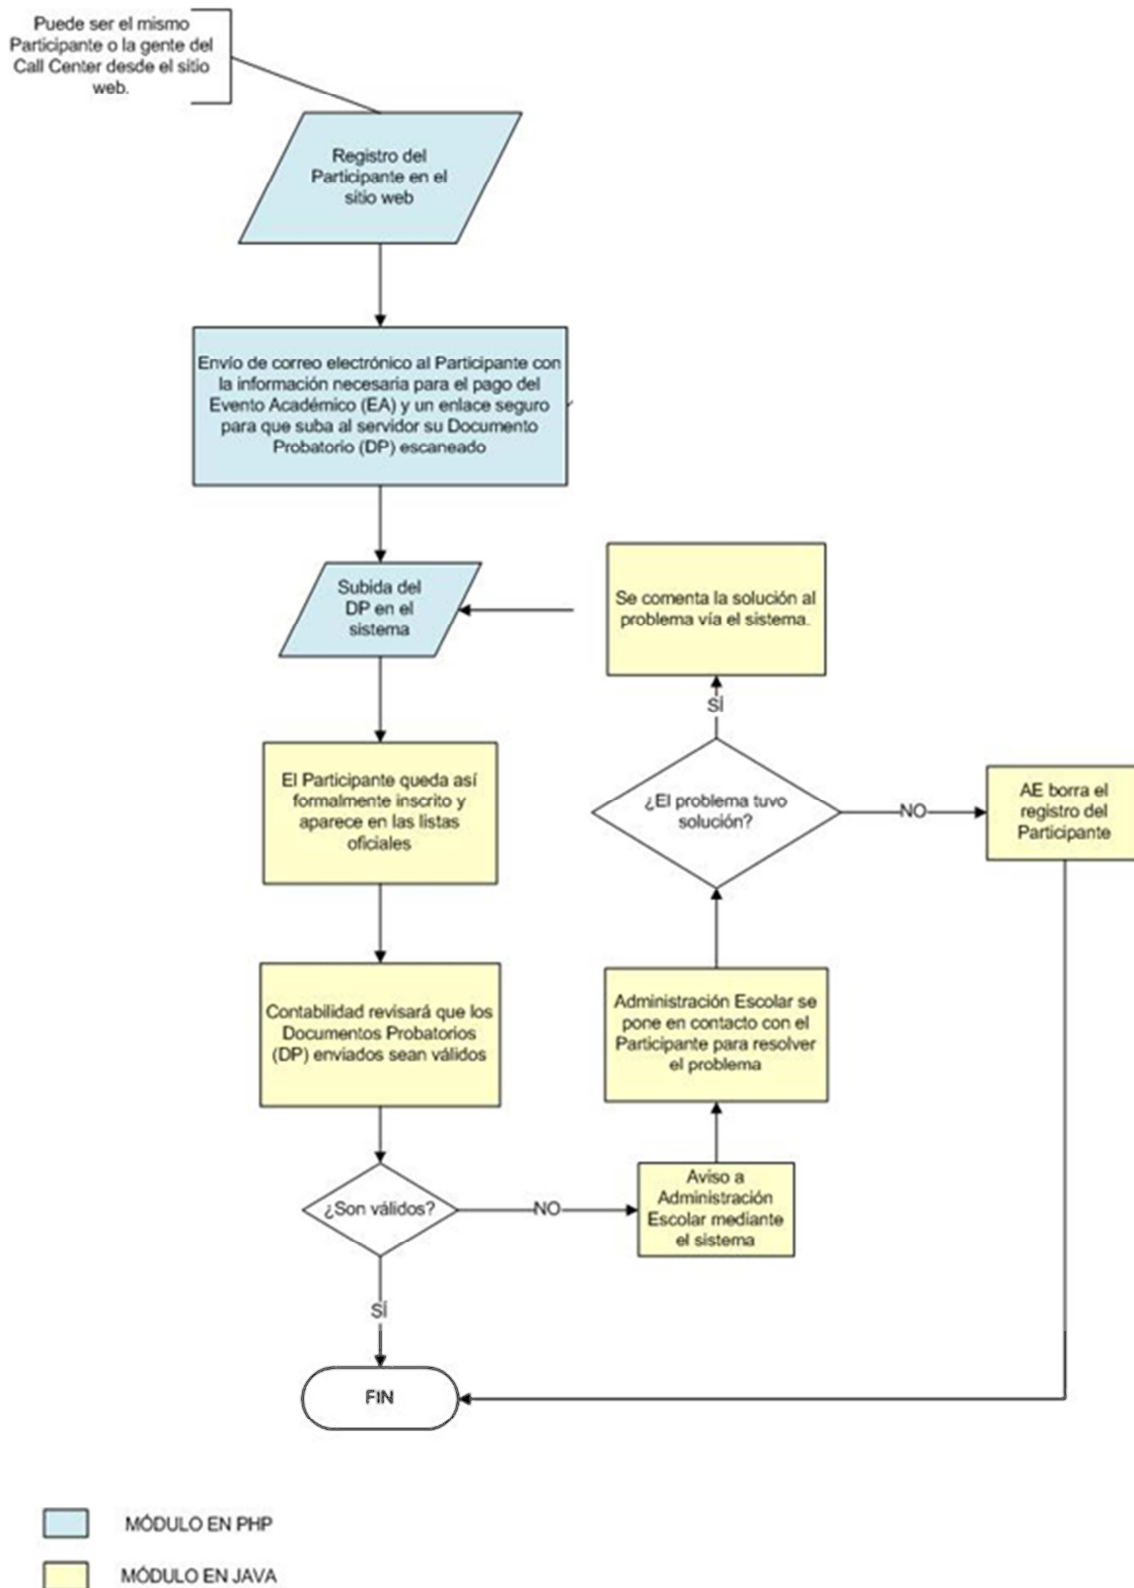 Puede ser el mismo
Participante o la gente del
Call Center desde el sitio
web.
Registro del
Participante en el
sitio web
Envío de correo electrónico al Participante con
la información necesaria para el pago del
Evento Académico (EA) y un enlace seguro
para que suba al servidor su Documento
Probatorio (DP) escaneado
Subida del
DP en el
sistema
Se comenta la solución al
problema vía el sistema.
SÍ
El Participante queda así
formalmente inscrito y
aparece en las listas
oficiales
¿El problema tuvo
solución?
NO
AE borra el
registro del
Participante
Contabilidad revisará que los
Documentos Probatorios
(DP) enviados sean válidos
Administración Escolar se
pone en contacto con el
Participante para resolver
el problema
¿Son válidos?
NO
Aviso a
Administración
Escolar mediante
el sistema
SÍ
FIN
MÓDULO EN PHP
MÓDULO EN JAVA